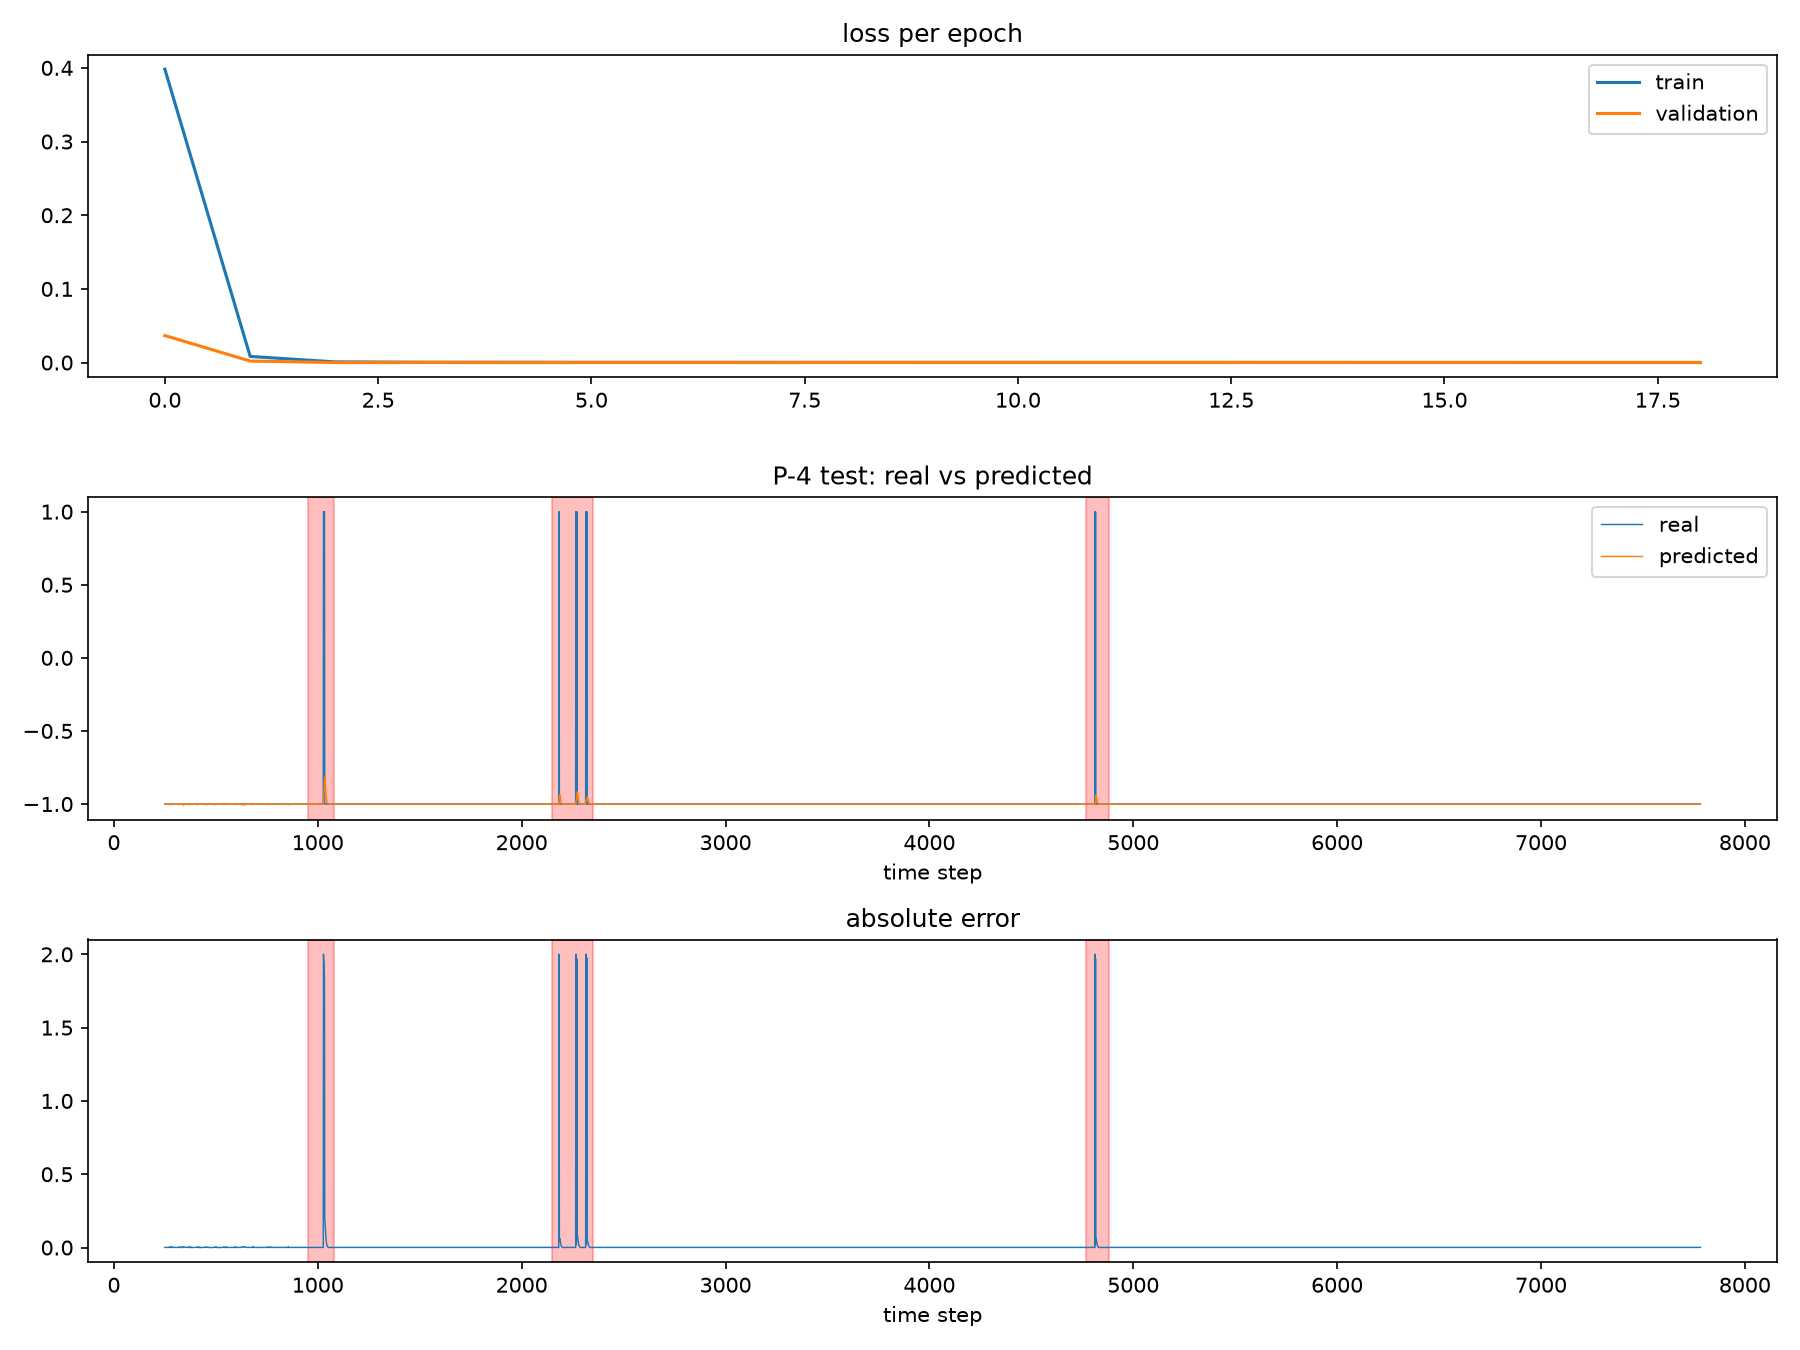 loss per epoch
0.4
0.3
0.2
0.1
0.0
train
validation
0.0 2.5 5.0 7.5 10.0 12.5 15.0 17.5
P-4 test: real vs predicted
1.0
0.5
0.0
−0.5
−1.0
real
predicted
0 1000 2000 3000 4000 5000 6000 7000 8000
time step
absolute error
2.0
1.5
1.0
0.5
0.0
0 1000 2000 3000 4000 5000 6000 7000 8000
time step